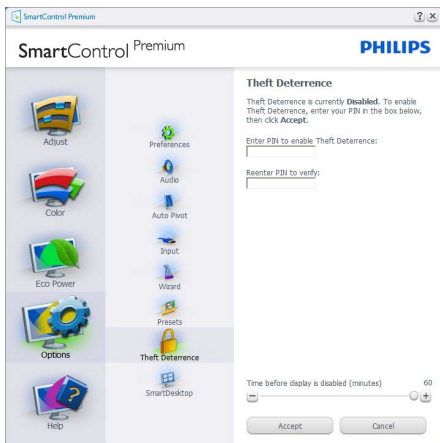 SmartControl Premium
SmartControl Premium
PHILIPS
Adjust
Color
Eco Power
Options
Help
Preferences
Audio
Auto Pivot
Input
Wizard
Presets
Theft Deterrence
SmartDesktop
Theft Deterrence
Theft Deterrence is currently Disabled. To enable
Theft Deterrence, enter your PIN in the box below,
then click Accept.
Enter PIN to enable Theft Deterrence:
Reenter PIN to verify:
Time before display is disabled (minutes) 60
Accept Cancel